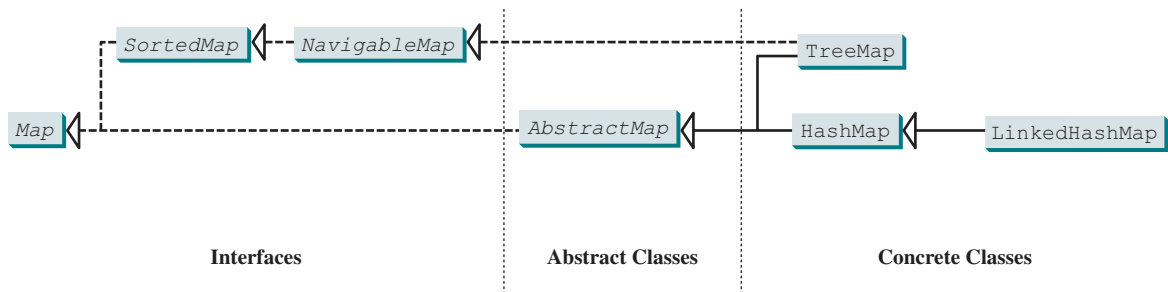 SortedMap
NavigableMap
TreeMap
Map
AbstractMap
HashMap
LinkedHashMap
Interfaces
Abstract Classes
Concrete Classes